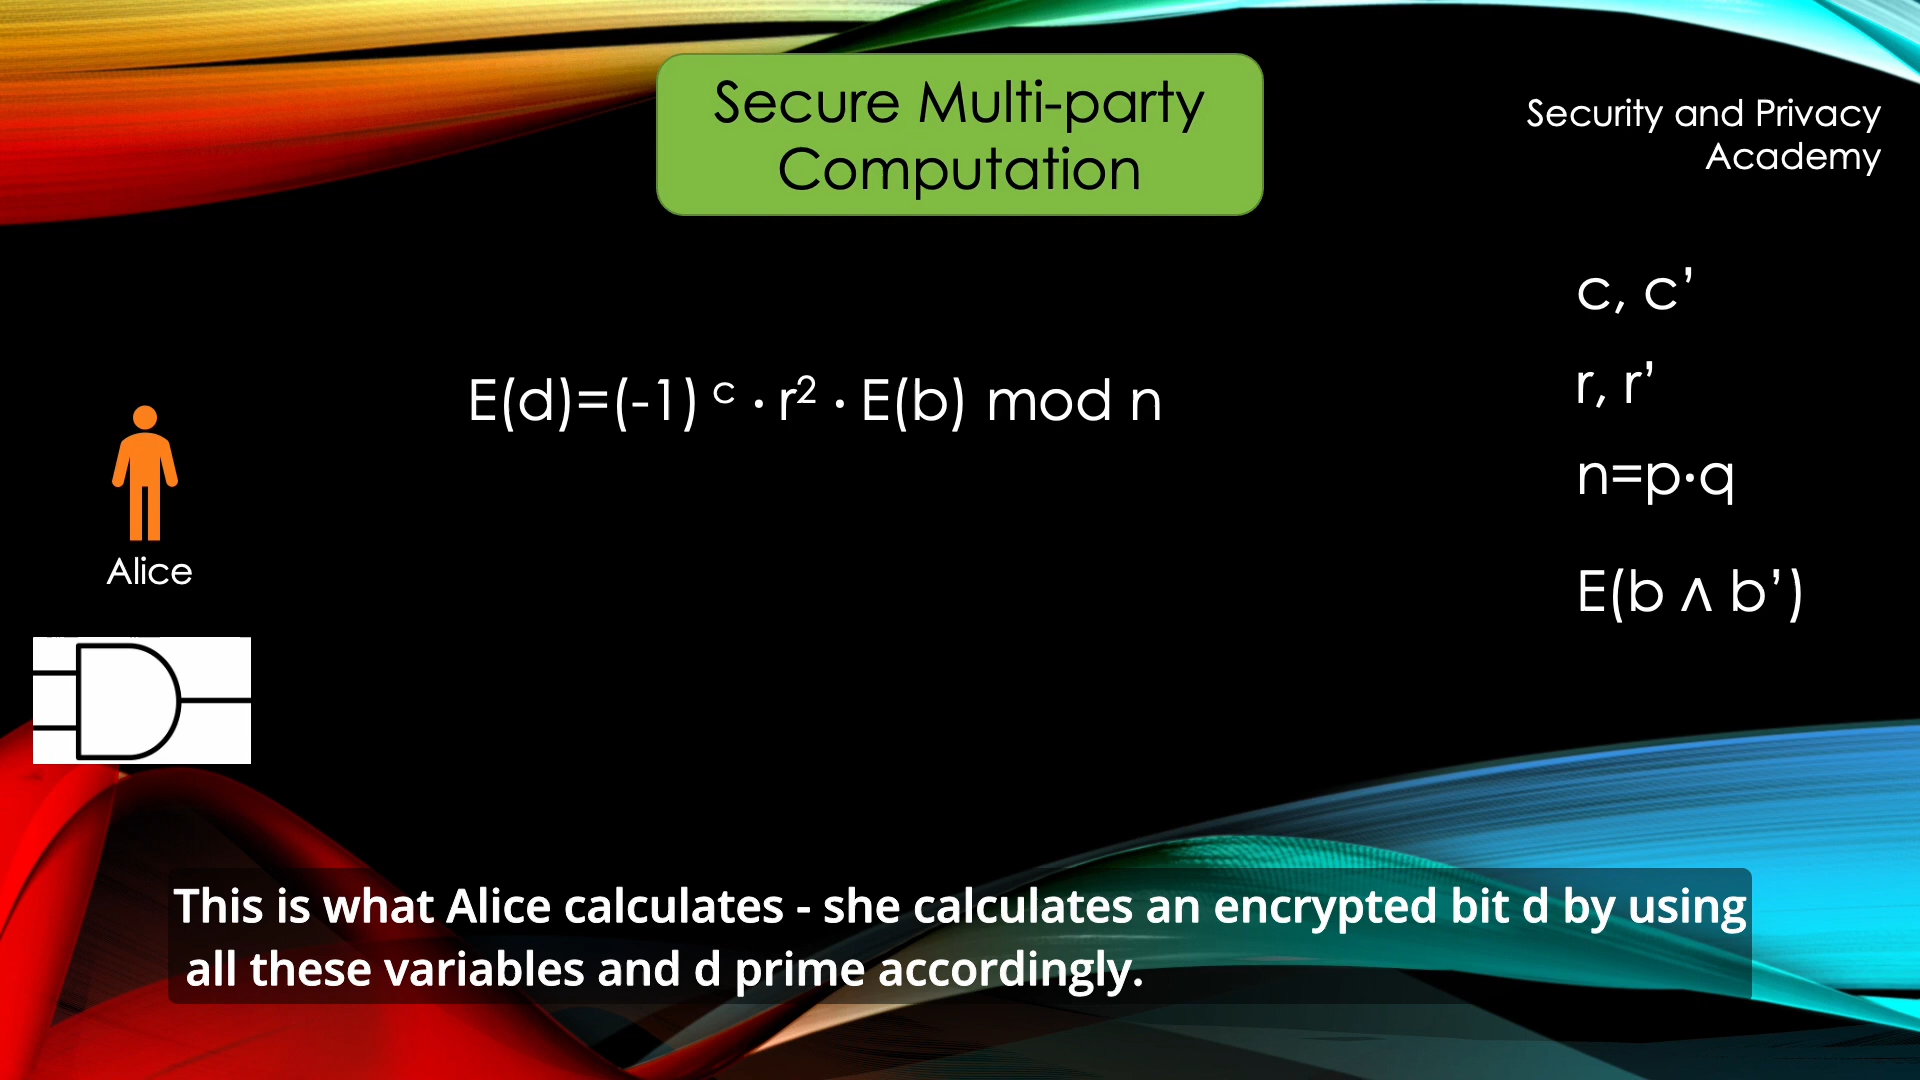 Secure Multi-party
Computation
Security and Privacy
Academy
c, c’
r, r’
n=p·q
E(b ∧ b’)
E(d)=(-1) ᶜ · r² · E(b) mod n
Alice
This is what Alice calculates - she calculates an encrypted bit d by using
all these variables and d prime accordingly.